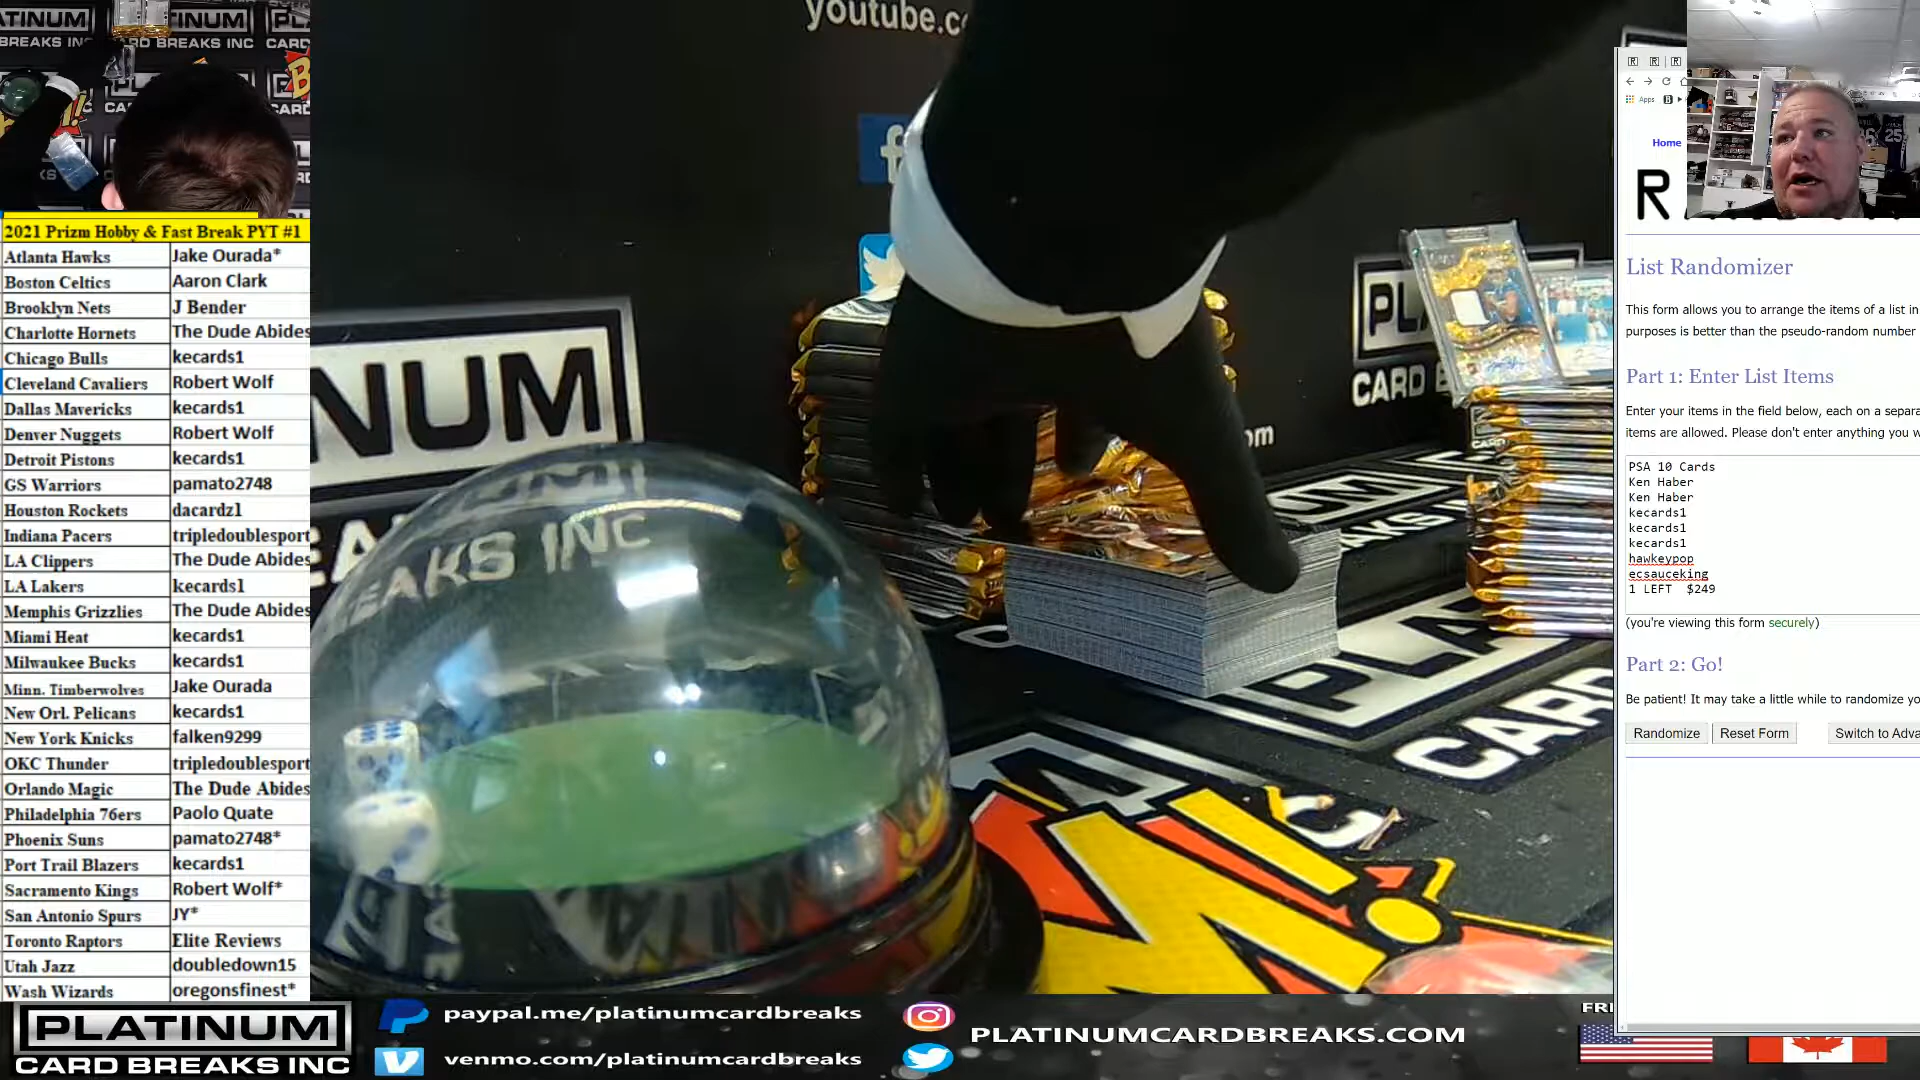 youtube.c
2021 Prizm Hobby & Fast Break PYT #1
Atlanta Hawks Jake Ourada*
Boston Celtics Aaron Clark
Brooklyn Nets J Bender
Charlotte Hornets The Dude Abides
Chicago Bulls kecards1
Cleveland Cavaliers Robert Wolf
Dallas Mavericks kecards1
Denver Nuggets Robert Wolf
Detroit Pistons kecards1
GS Warriors pamato2748
Houston Rockets dacardz1
Indiana Pacers tripledoublesport
LA Clippers The Dude Abides
LA Lakers kecards1
Memphis Grizzlies The Dude Abides
Miami Heat kecards1
Milwaukee Bucks kecards1
Minn. Timberwolves Jake Ourada
New Orl. Pelicans kecards1
New York Knicks falken9299
OKC Thunder tripledoublesport
Orlando Magic The Dude Abides
Philadelphia 76ers Paolo Quate
Phoenix Suns pamato2748*
Port Trail Blazers kecards1
Sacramento Kings Robert Wolf*
San Antonio Spurs JY*
Toronto Raptors Elite Reviews
Utah Jazz doubledown15
Wash Wizards oregonsfinest*
PLATINUM
CARD BREAKS INC
paypal.me/platinumcardbreaks
venmo.com/platinumcardbreaks
PLATINUMCARDBREAKS.COM
FRI
Apps
Home
R
List Randomizer
This form allows you to arrange the items of a list in
purposes is better than the pseudo-random number
Part 1: Enter List Items
Enter your items in the field below, each on a separa
items are allowed. Please don't enter anything you w
PSA 10 Cards
Ken Haber
Ken Haber
kecards1
kecards1
kecards1
hawkeypop
ecsauceking
1 LEFT $249
(you're viewing this form securely)
Part 2: Go!
Be patient! It may take a little while to randomize yo
Randomize Reset Form Switch to Adva